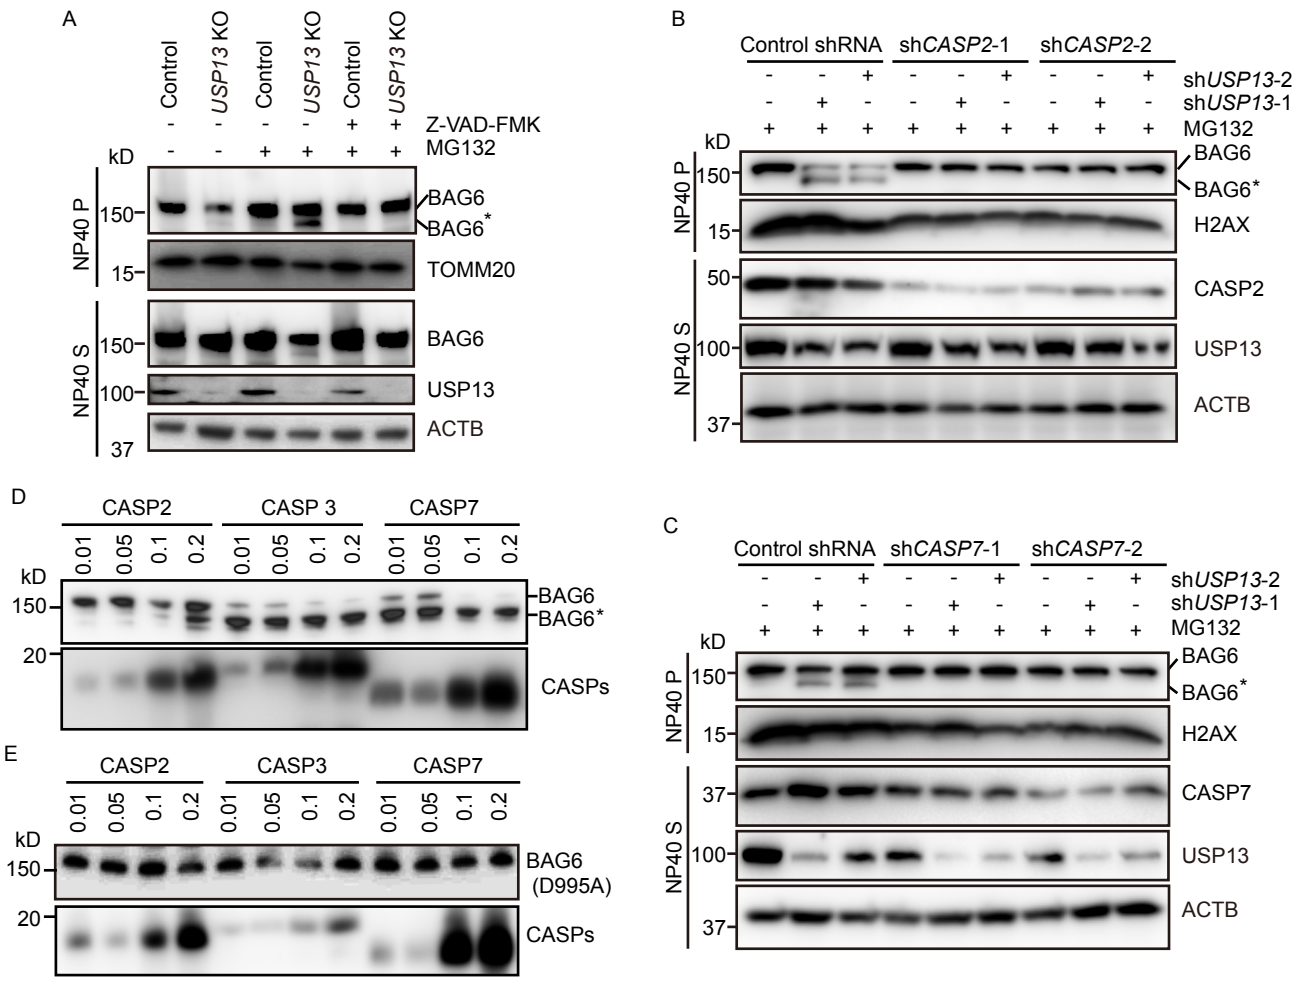 A
Control
USP13 KO
Control
USP13 KO
Control
USP13 KO
- - - - + + Z-VAD-FMK
- - + + + + MG132
kD
NP40 P
150
BAG6
BAG6*
15
TOMM20
NP40 S
150
BAG6
100
USP13
37
ACTB
B
Control shRNA shCASP2-1 shCASP2-2
- - + - - + - - + shUSP13-2
- + - - + - - + - shUSP13-1
+ + + + + + + + + MG132
kD
NP40 P
150
BAG6
BAG6*
15
H2AX
NP40 S
50
CASP2
100
USP13
37
ACTB
D
CASP2 CASP 3 CASP7
0.01 0.05 0.1 0.2 0.01 0.05 0.1 0.2 0.01 0.05 0.1 0.2
kD
150
BAG6
BAG6*
20
CASPs
E
CASP2 CASP3 CASP7
0.01 0.05 0.1 0.2 0.01 0.05 0.1 0.2 0.01 0.05 0.1 0.2
kD
150
BAG6
(D995A)
20
CASPs
C
Control shRNA shCASP7-1 shCASP7-2
- - + - - + - - + shUSP13-2
- + - - + - - + - shUSP13-1
+ + + + + + + + + MG132
kD
NP40 P
150
BAG6
BAG6*
15
H2AX
NP40 S
37
CASP7
100
USP13
37
ACTB